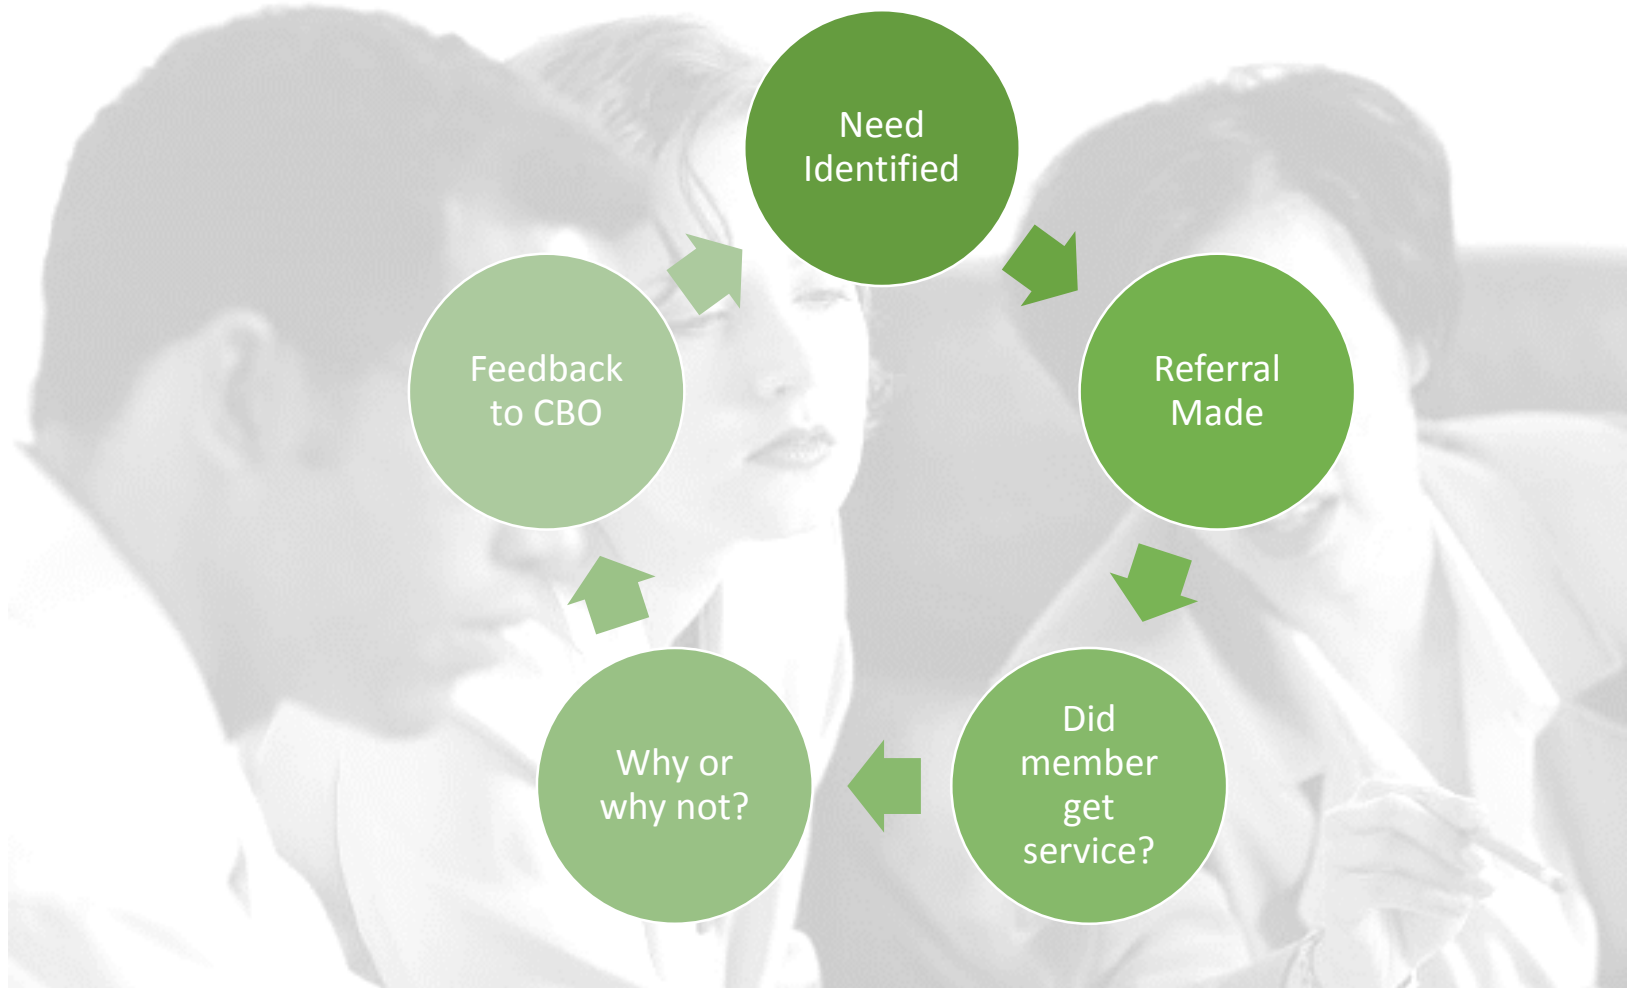 Need
Identified
Referral
Made
Did
member
get
service?
Why or
why not?
Feedback
to CBO